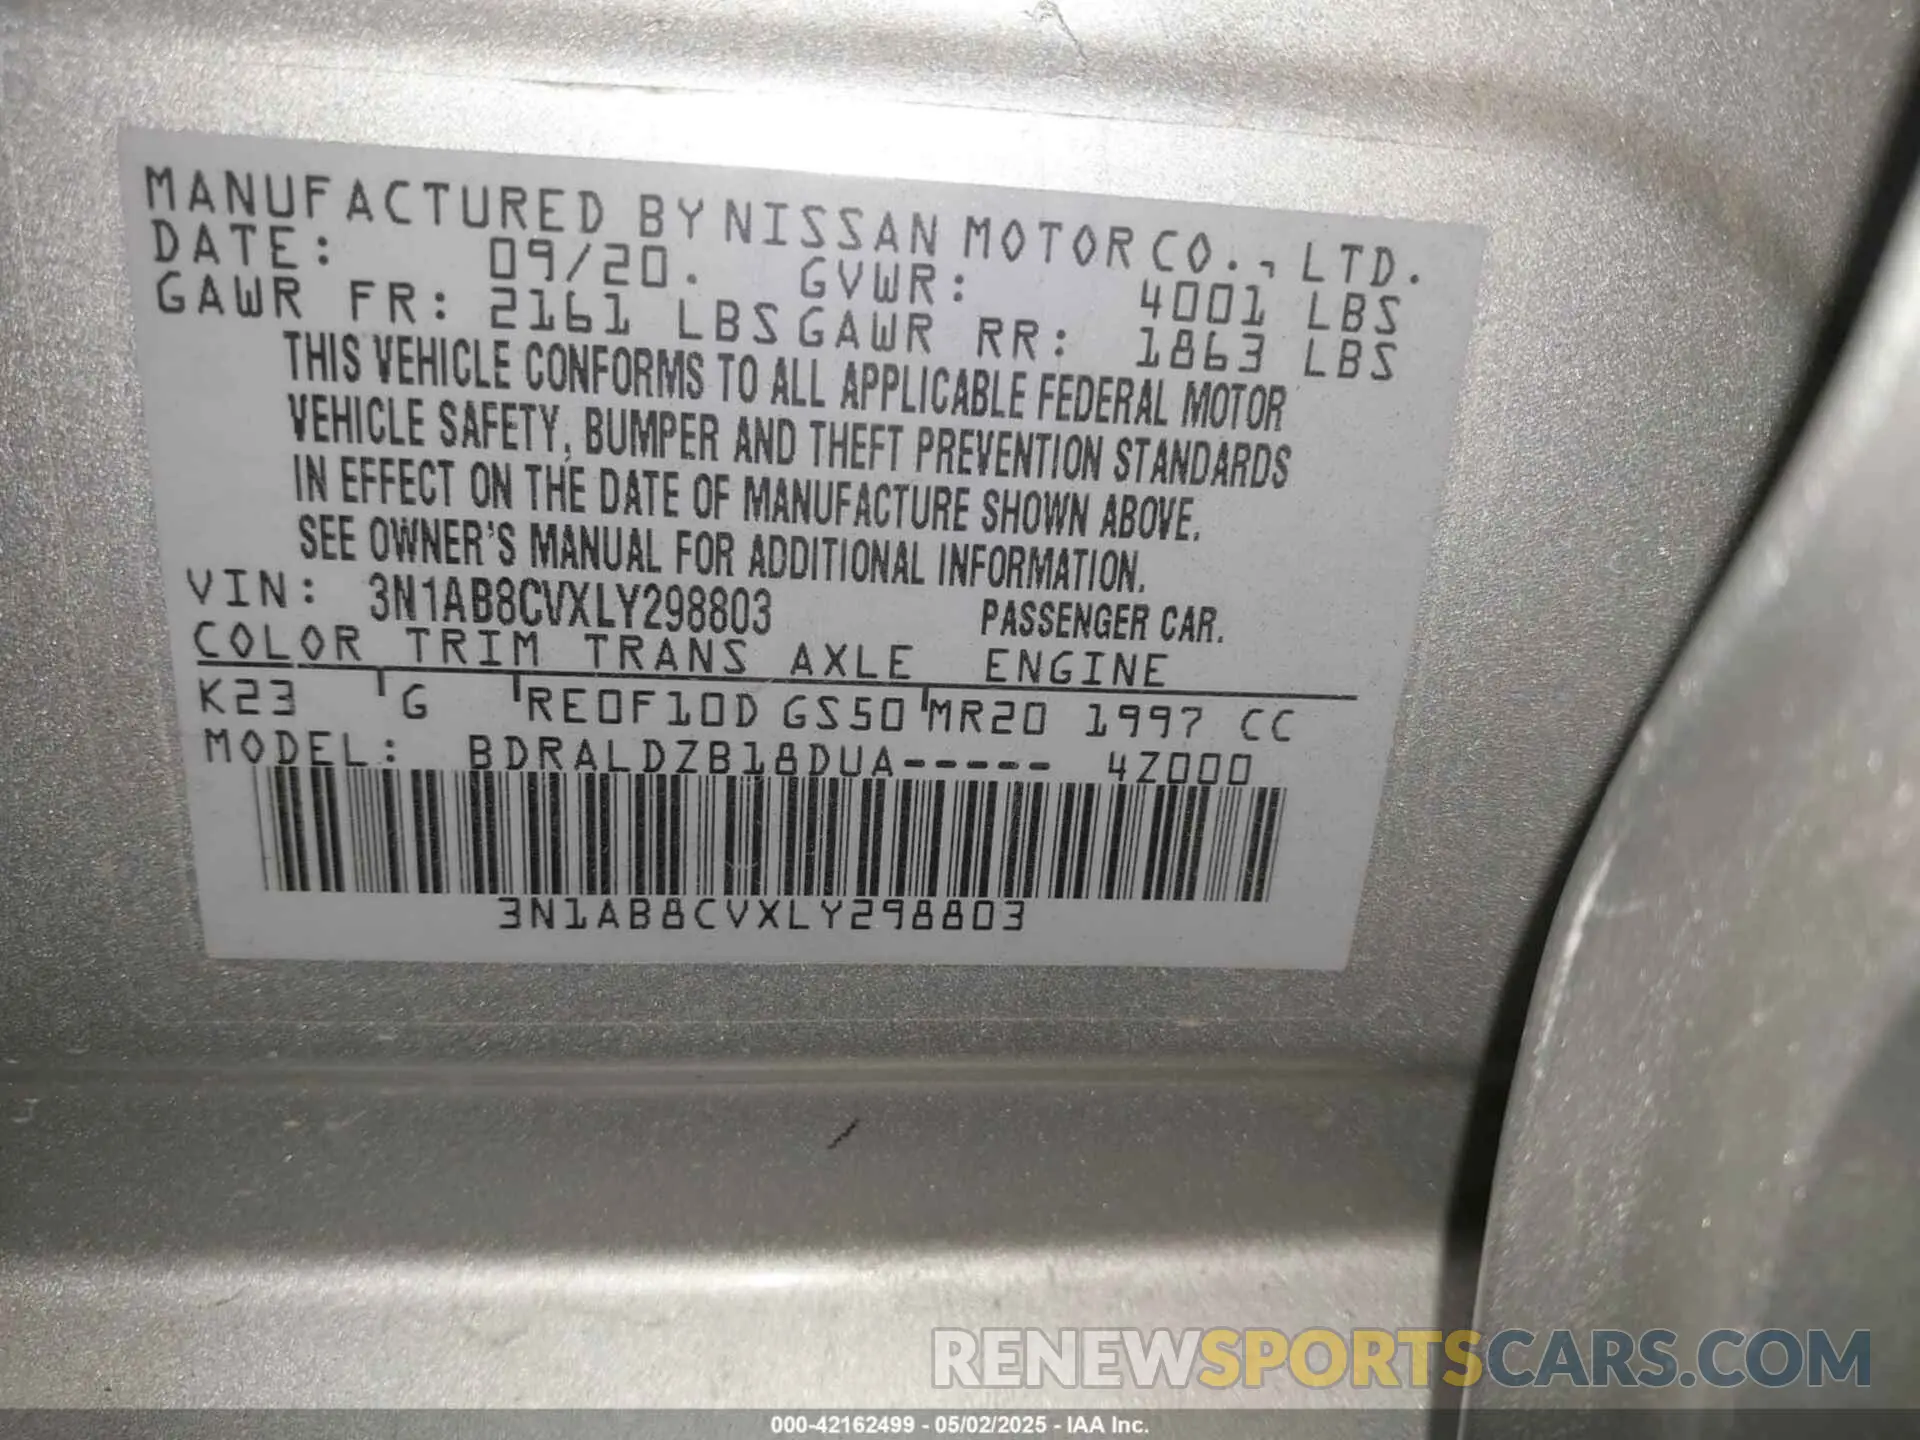 MANUFACTURED BY NISSAN MOTOR CO., LTD.
DATE: 09/20. GVWR: 4001 LBS
GAWR FR: 2161 LBS GAWR RR: 1863 LBS
THIS VEHICLE CONFORMS TO ALL APPLICABLE FEDERAL MOTOR
VEHICLE SAFETY, BUMPER AND THEFT PREVENTION STANDARDS
IN EFFECT ON THE DATE OF MANUFACTURE SHOWN ABOVE.
SEE OWNER'S MANUAL FOR ADDITIONAL INFORMATION.
VIN: 3N1AB8CVXLY298803 PASSENGER CAR.
COLOR TRIM TRANS AXLE ENGINE
K23 G RE0F10D GS50 MR20 1997 CC
MODEL: BDRALDZB18DUA----- 4Z000
3N1AB8CVXLY298803
RENEWSPORTSCARS.COM
000-42162499 - 05/02/2025 - IAA Inc.